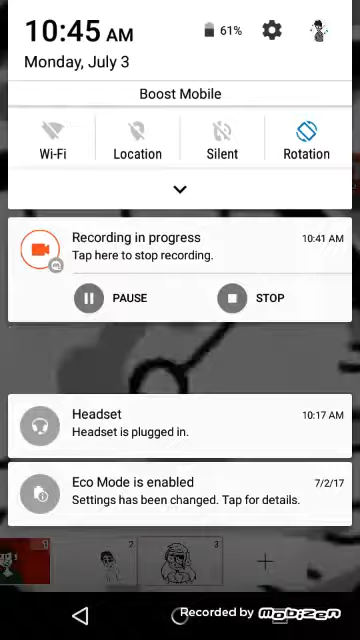 10:45 AM
61%
Monday, July 3
Boost Mobile
Wi-Fi
Location
Silent
Rotation
Recording in progress
10:41 AM
Tap here to stop recording.
PAUSE
STOP
Headset
10:17 AM
Headset is plugged in.
Eco Mode is enabled
7/2/17
Settings has been changed. Tap for details.
1
2
3
Recorded by mobizen